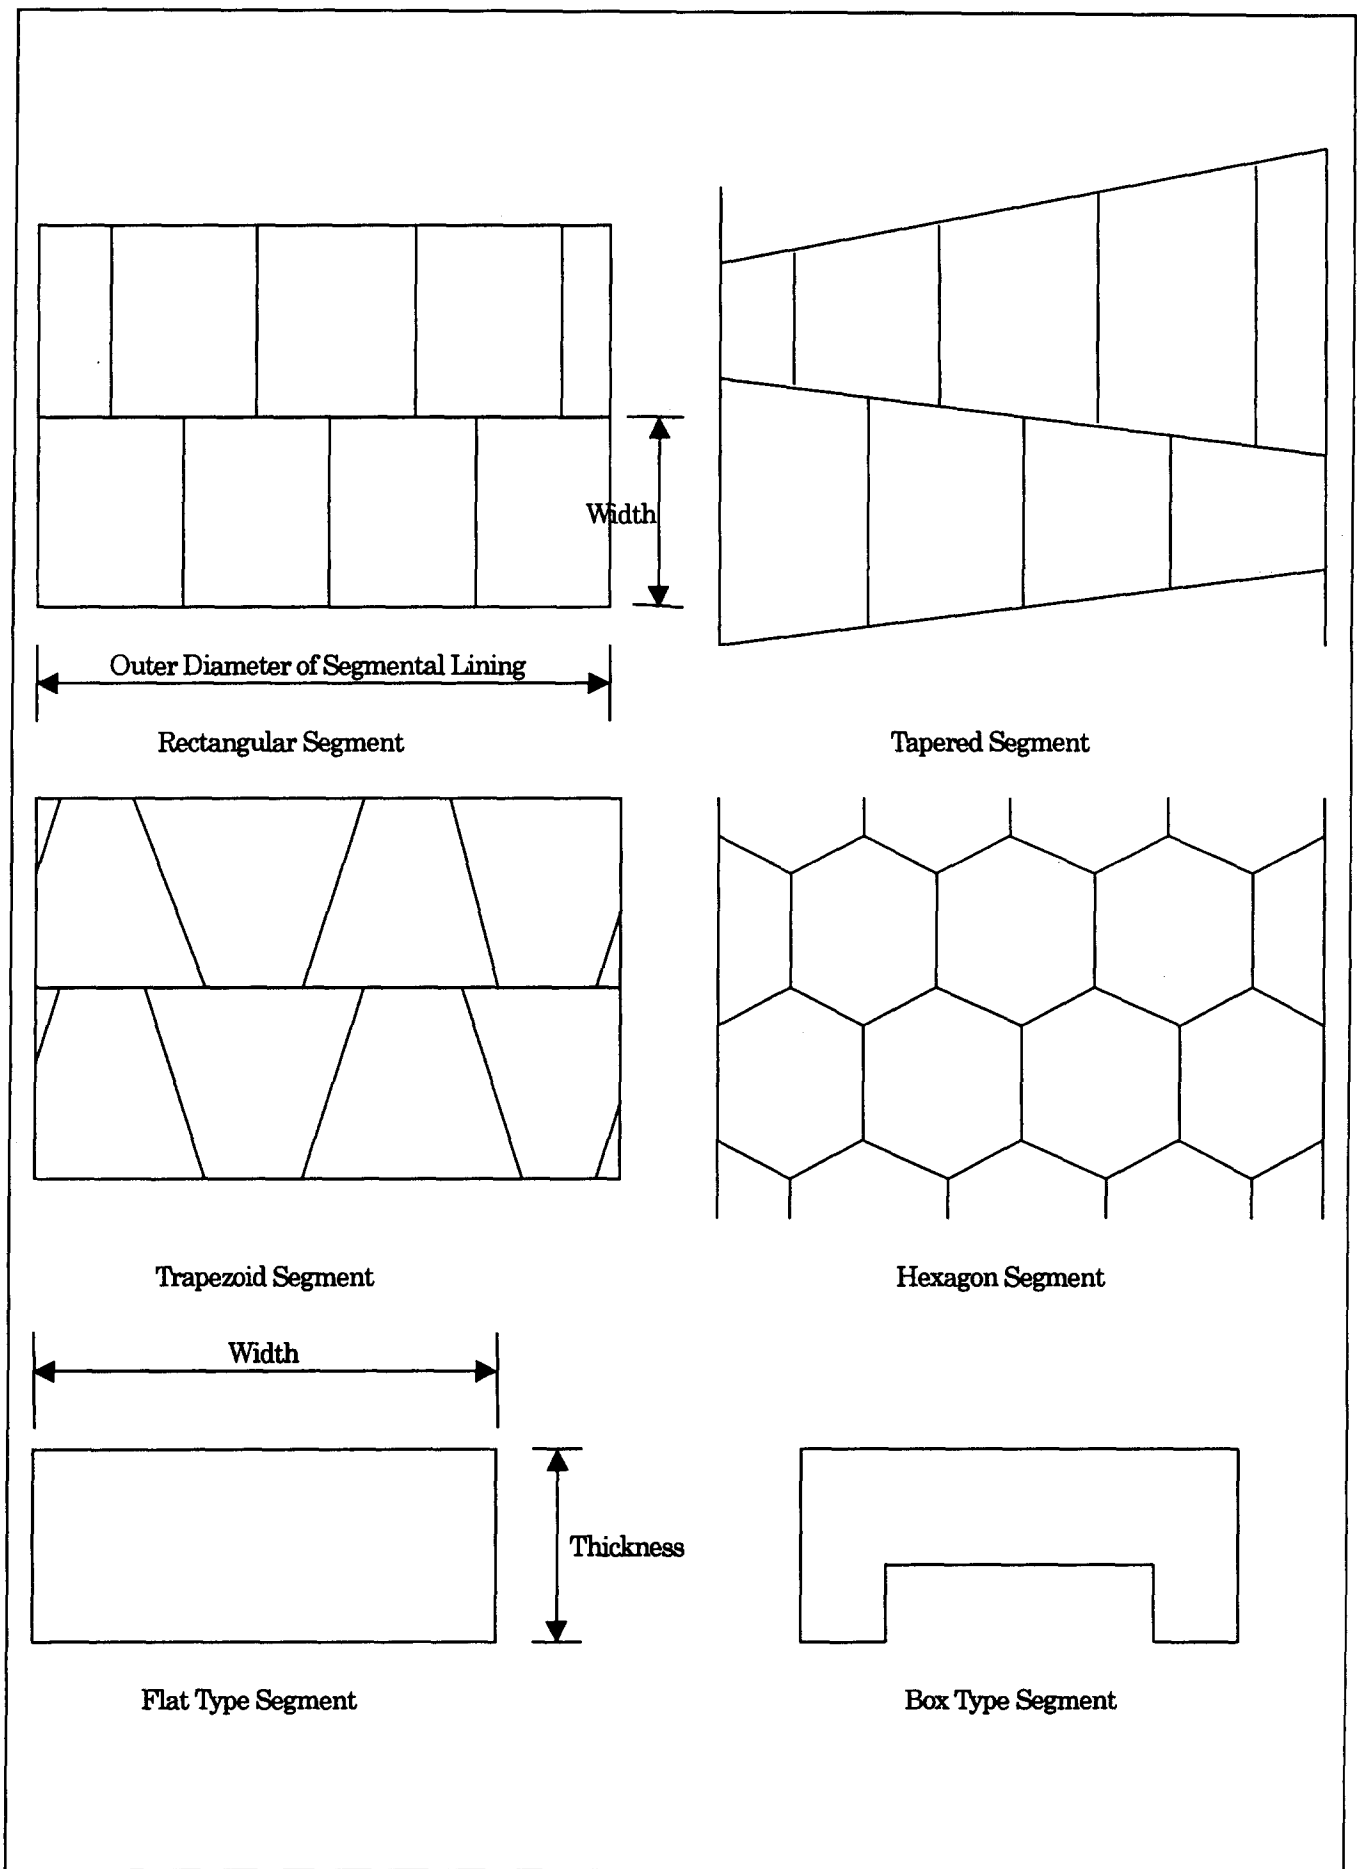 Width
Outer Diameter of Segmental Lining
Rectangular Segment
Tapered Segment
Trapezoid Segment
Hexagon Segment
Width
Thickness
Flat Type Segment
Box Type Segment